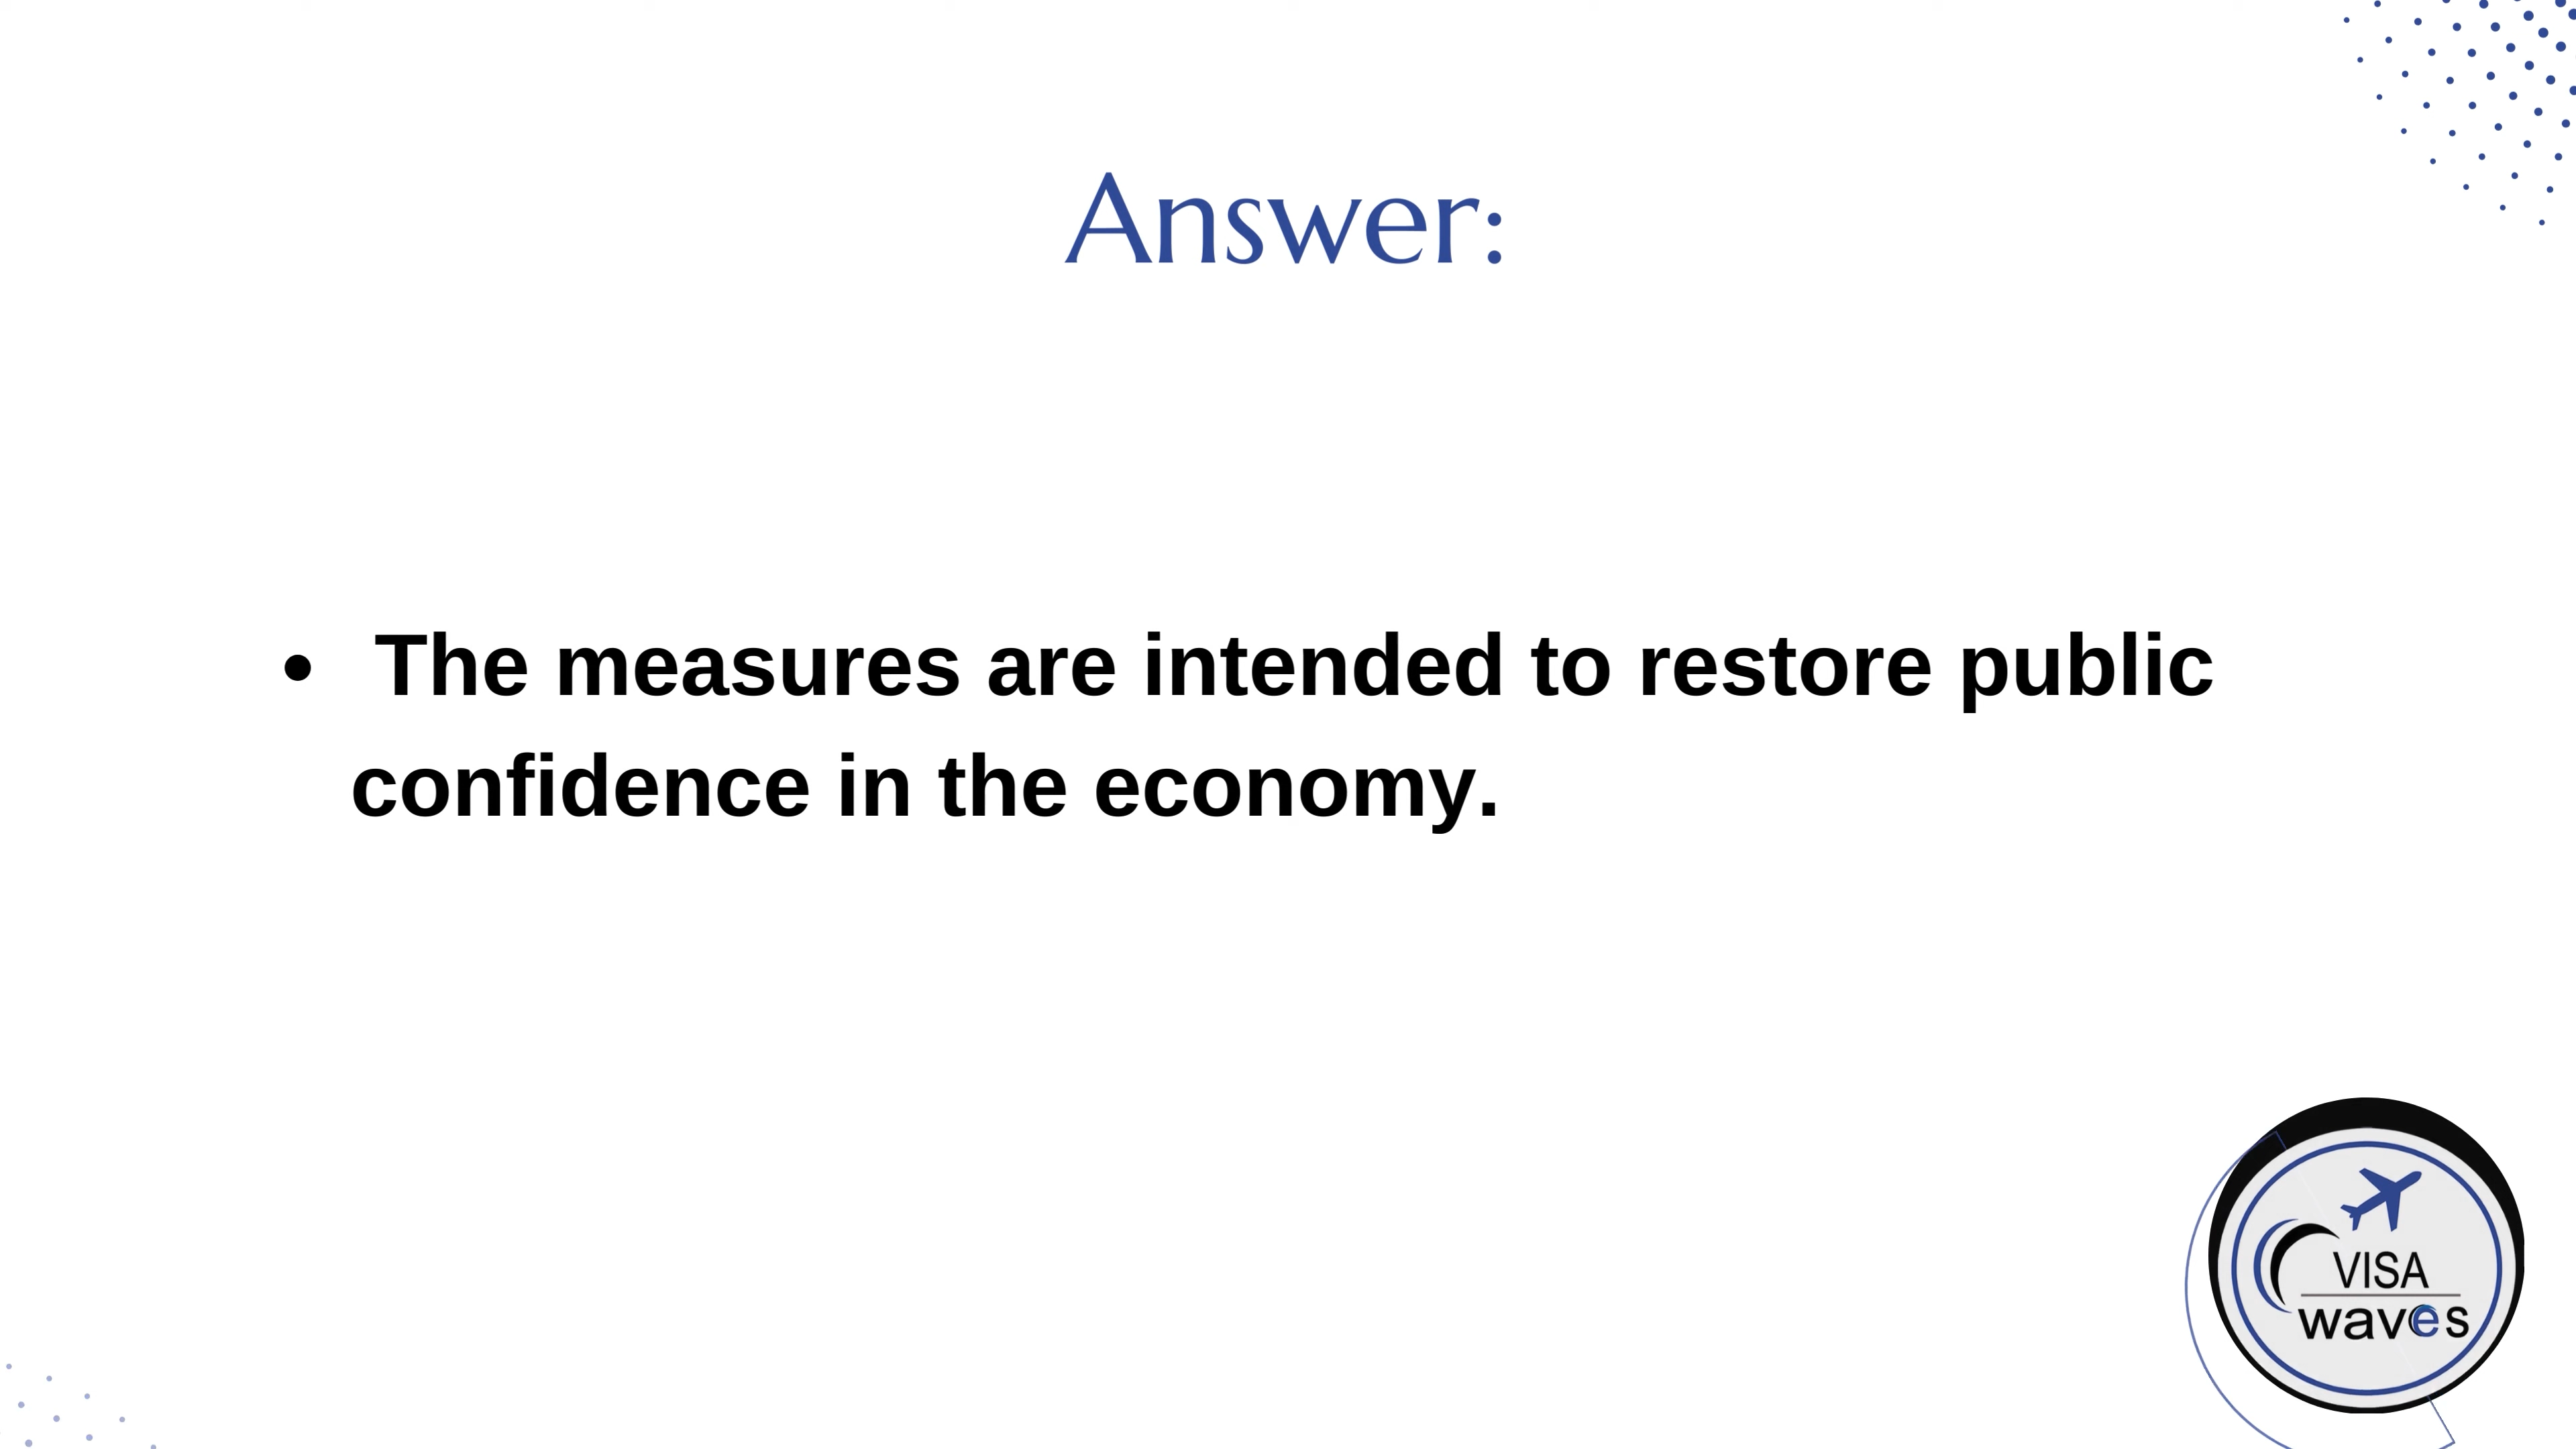 Answer:
• The measures are intended to restore public
confidence in the economy.
VISA
waves